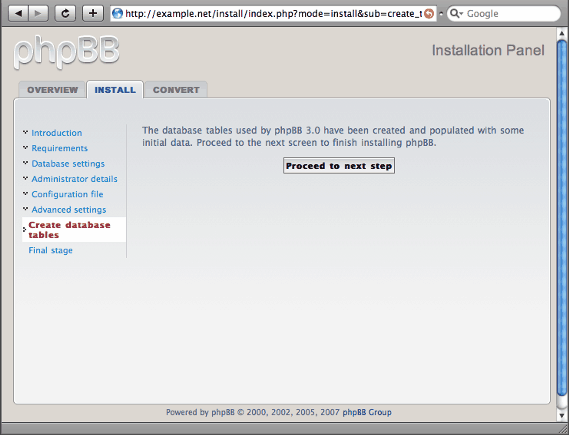 http://example.net/install/index.php?mode=install&sub=create_t
Google
phpBB
Installation Panel
OVERVIEW
INSTALL
CONVERT
Introduction
Requirements
Database settings
Administrator details
Configuration file
Advanced settings
Create database
tables
Final stage
The database tables used by phpBB 3.0 have been created and populated with some
initial data. Proceed to the next screen to finish installing phpBB.
Proceed to next step
Powered by phpBB © 2000, 2002, 2005, 2007 phpBB Group